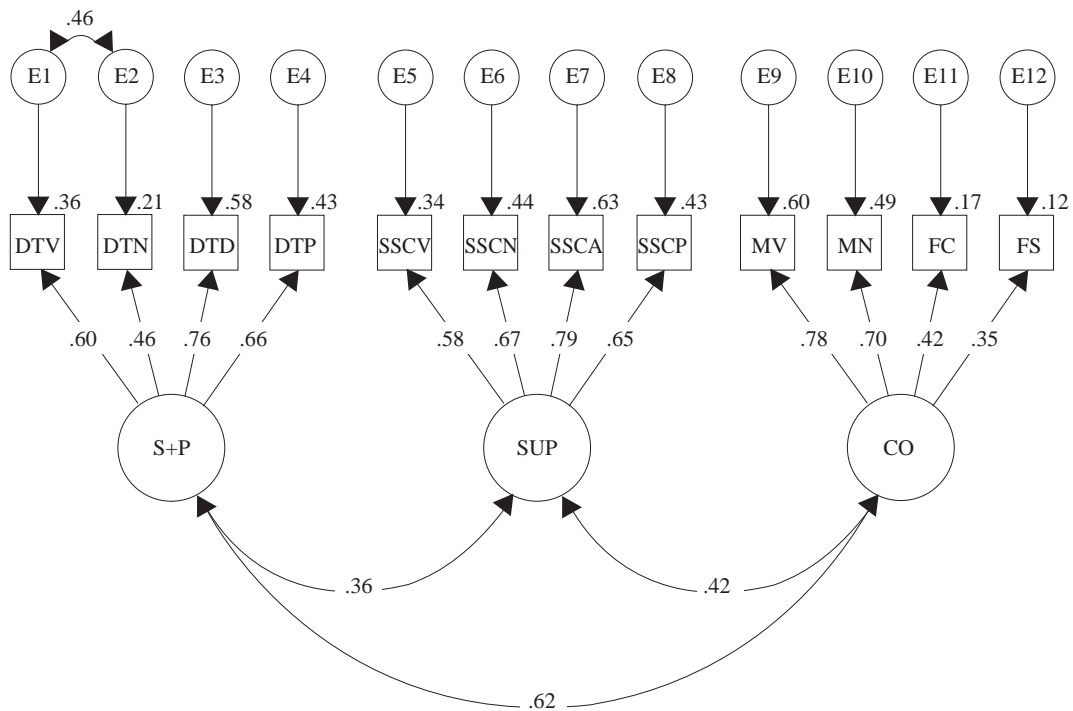 .46
E1 E2 E3 E4 E5 E6 E7 E8 E9 E10 E11 E12
.36 .21 .58 .43 .34 .44 .63 .43 .60 .49 .17 .12
DTV DTN DTD DTP SSCV SSCN SSCA SSCP MV MN FC FS
.60 .46 .76 .66 .58 .67 .79 .65 .78 .70 .42 .35
S+P SUP CO
.36 .42
.62